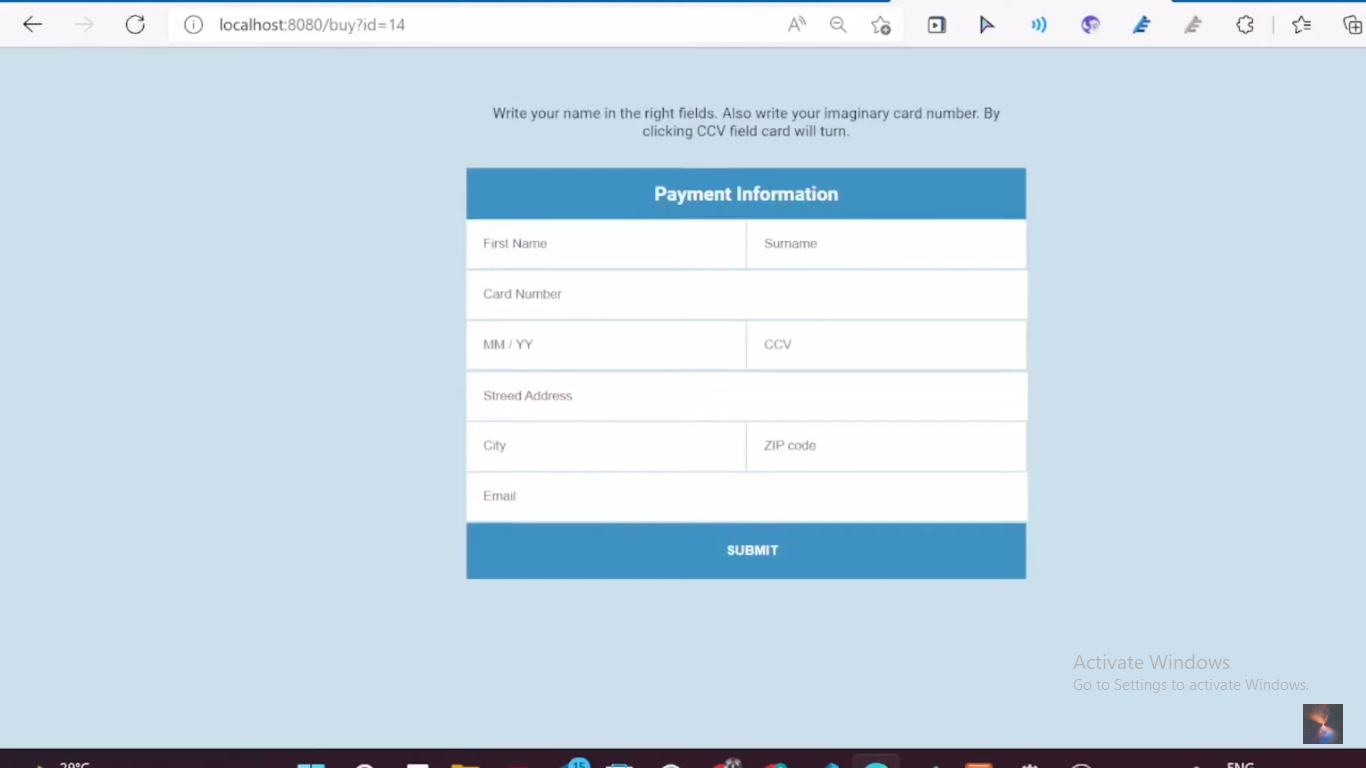 localhost:8080/buy?id=14
Write your name in the right fields. Also write your imaginary card number. By
clicking CCV field card will turn.
Payment Information
First Name
Surname
Card Number
MM / YY
CCV
Streed Address
City
ZIP code
Email
SUBMIT
Activate Windows
Go to Settings to activate Windows.
29°C
15
ENG